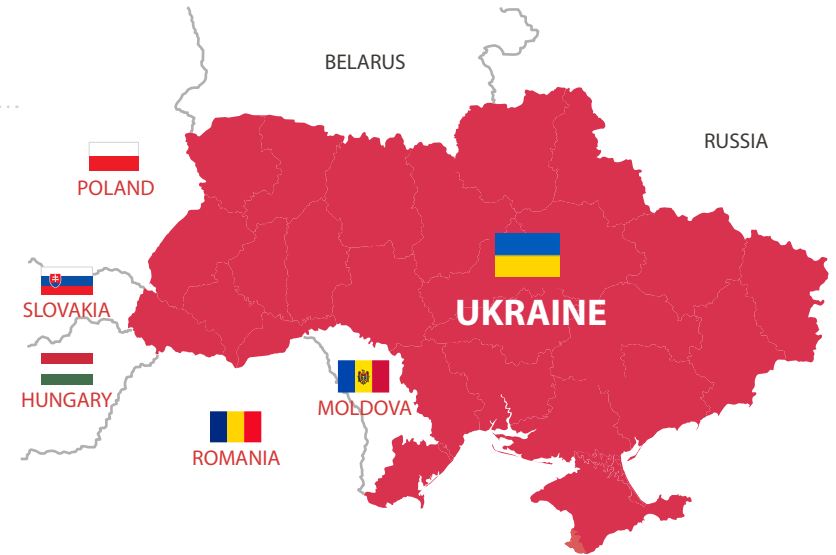 BELARUS
RUSSIA
POLAND
SLOVAKIA
UKRAINE
HUNGARY
MOLDOVA
ROMANIA